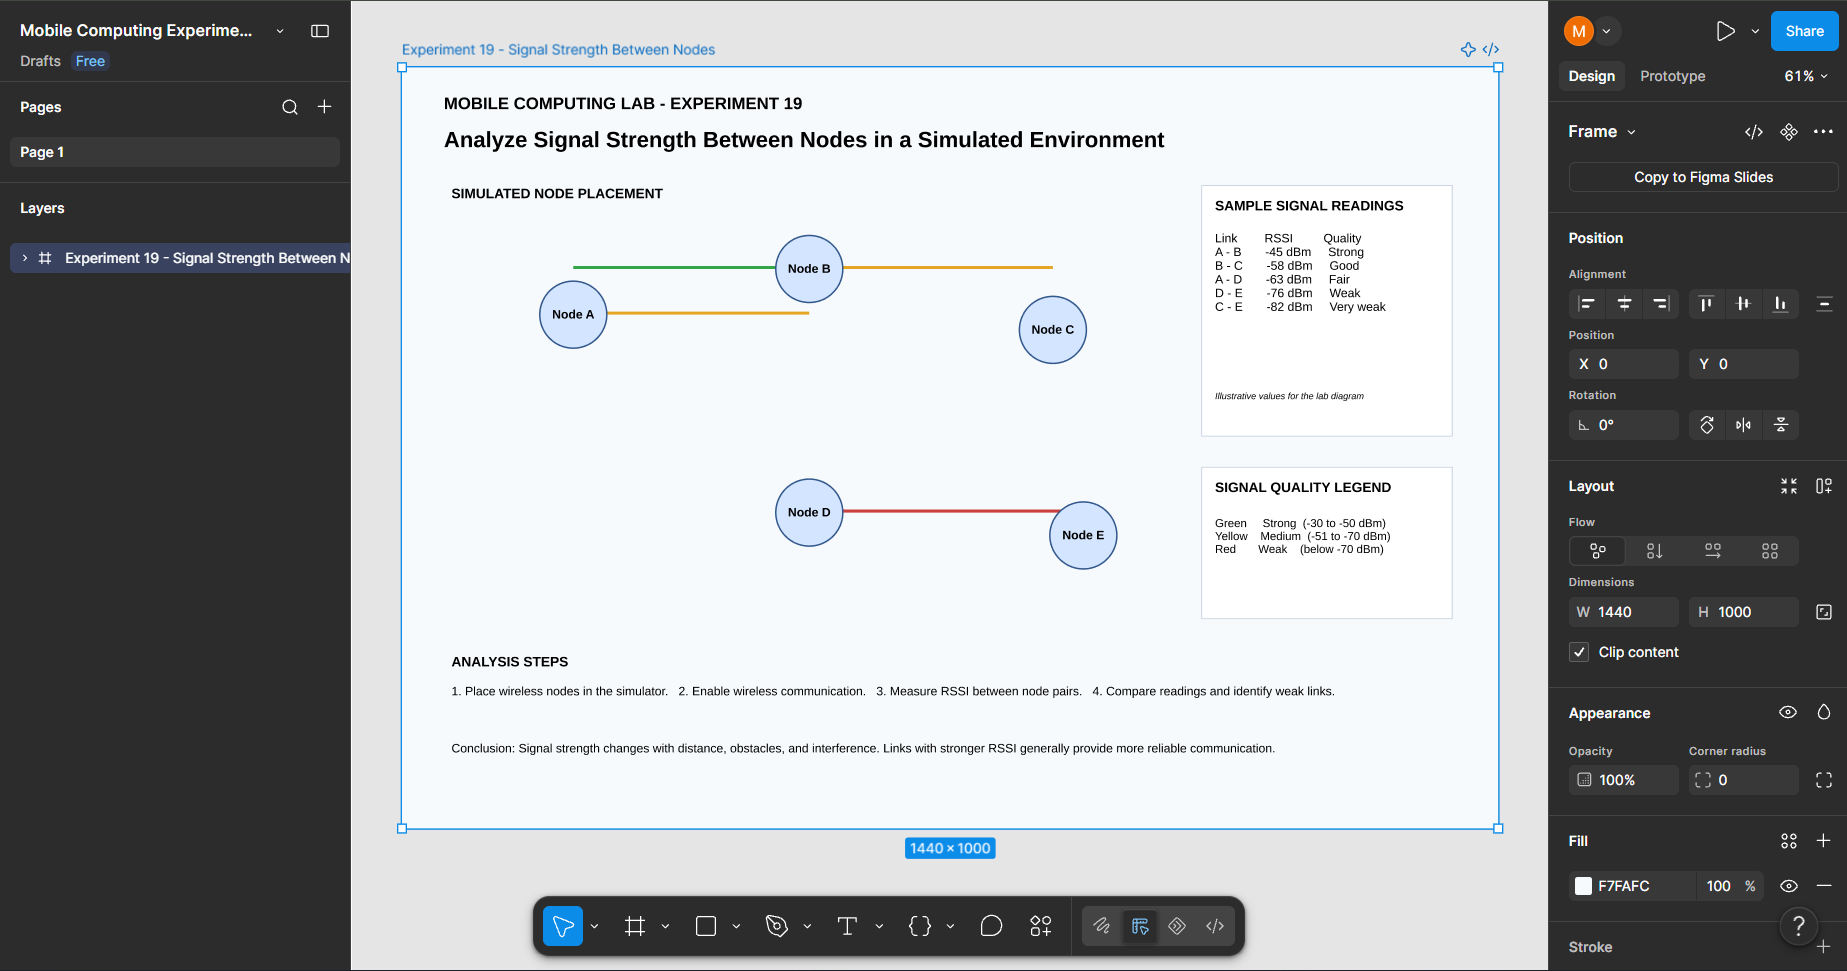 Mobile Computing Experime...
Drafts Free
Pages
Page 1
Layers
Experiment 19 - Signal Strength Between N
Experiment 19 - Signal Strength Between Nodes
MOBILE COMPUTING LAB - EXPERIMENT 19
Analyze Signal Strength Between Nodes in a Simulated Environment
SIMULATED NODE PLACEMENT
Node B
Node A
Node C
Node D
Node E
SAMPLE SIGNAL READINGS
Link RSSI Quality
A - B -45 dBm Strong
B - C -58 dBm Good
A - D -63 dBm Fair
D - E -76 dBm Weak
C - E -82 dBm Very weak
Illustrative values for the lab diagram
SIGNAL QUALITY LEGEND
Green Strong (-30 to -50 dBm)
Yellow Medium (-51 to -70 dBm)
Red Weak (below -70 dBm)
ANALYSIS STEPS
1. Place wireless nodes in the simulator. 2. Enable wireless communication. 3. Measure RSSI between node pairs. 4. Compare readings and identify weak links.
Conclusion: Signal strength changes with distance, obstacles, and interference. Links with stronger RSSI generally provide more reliable communication.
1440 × 1000
M
Share
Design Prototype 61%
Frame
Copy to Figma Slides
Position
Alignment
Position
X 0 Y 0
Rotation
0°
Layout
Flow
Dimensions
W 1440 H 1000
Clip content
Appearance
Opacity Corner radius
100% 0
Fill
F7FAFC 100 %
Stroke
?